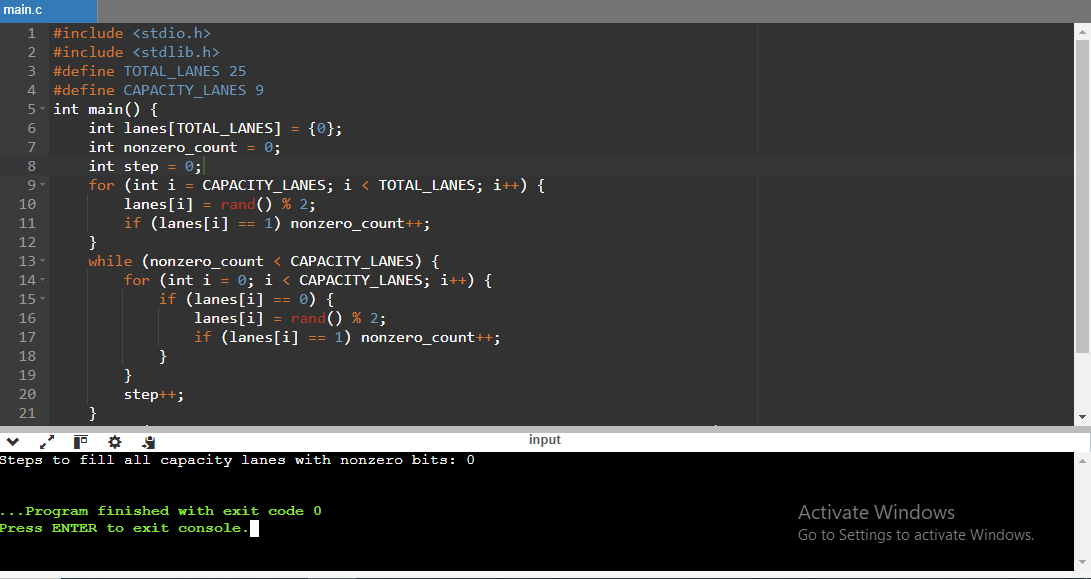 main.c
1 #include <stdio.h>
2 #include <stdlib.h>
3 #define TOTAL_LANES 25
4 #define CAPACITY_LANES 9
5 int main() {
6     int lanes[TOTAL_LANES] = {0};
7     int nonzero_count = 0;
8     int step = 0;
9     for (int i = CAPACITY_LANES; i < TOTAL_LANES; i++) {
10         lanes[i] = rand() % 2;
11         if (lanes[i] == 1) nonzero_count++;
12     }
13     while (nonzero_count < CAPACITY_LANES) {
14         for (int i = 0; i < CAPACITY_LANES; i++) {
15             if (lanes[i] == 0) {
16                 lanes[i] = rand() % 2;
17                 if (lanes[i] == 1) nonzero_count++;
18             }
19         }
20         step++;
21     }
input
Steps to fill all capacity lanes with nonzero bits: 0
...Program finished with exit code 0
Press ENTER to exit console.
Activate Windows
Go to Settings to activate Windows.